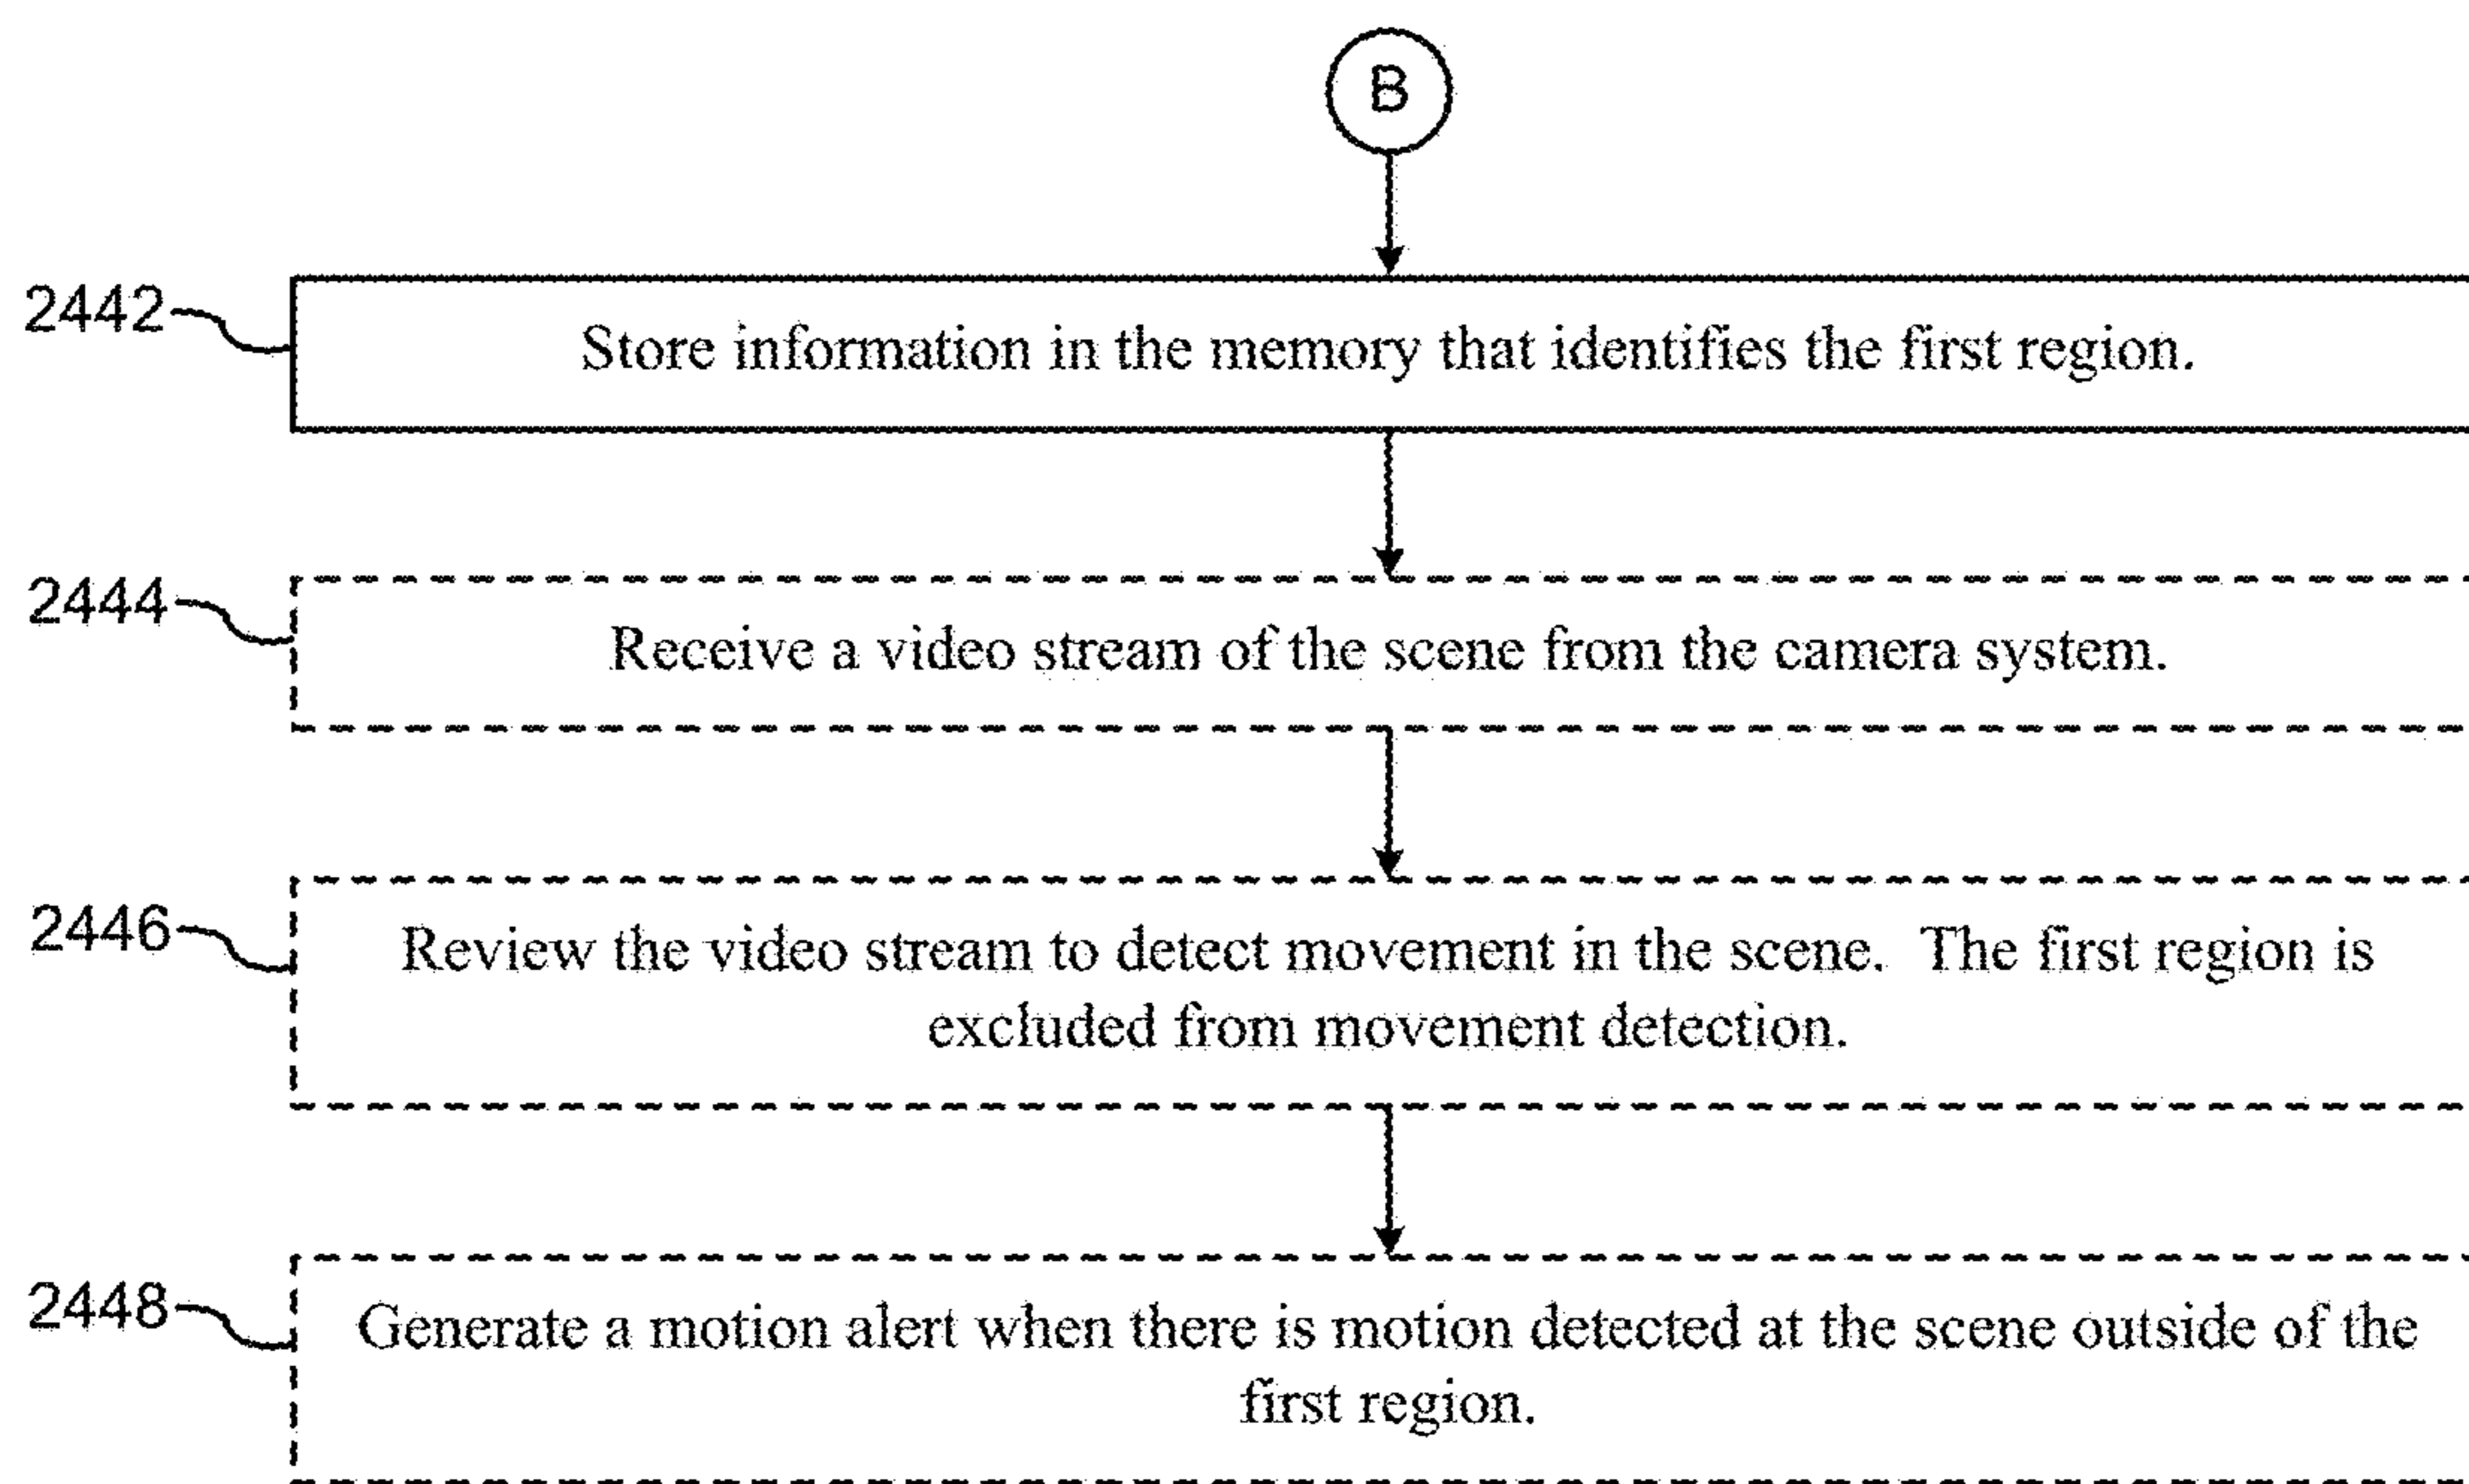 B
2442
Store information in the memory that identifies the first region.
2444
Receive a video stream of the scene from the camera system.
2446
Review the video stream to detect movement in the scene.  The first region is
excluded from movement detection.
2448
Generate a motion alert when there is motion detected at the scene outside of the
first region.